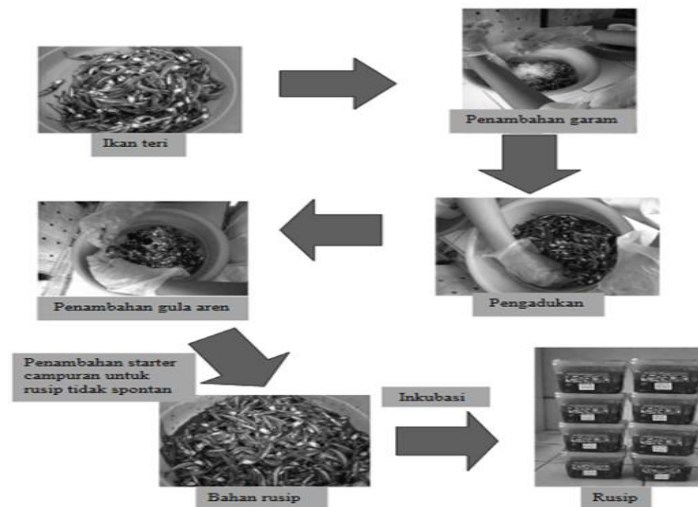 Ikan teri
Penambahan garam
Pengadukan
Penambahan gula aren
Penambahan starter
campuran untuk
rusip tidak spontan
Bahan rusip
Inkubasi
Rusip